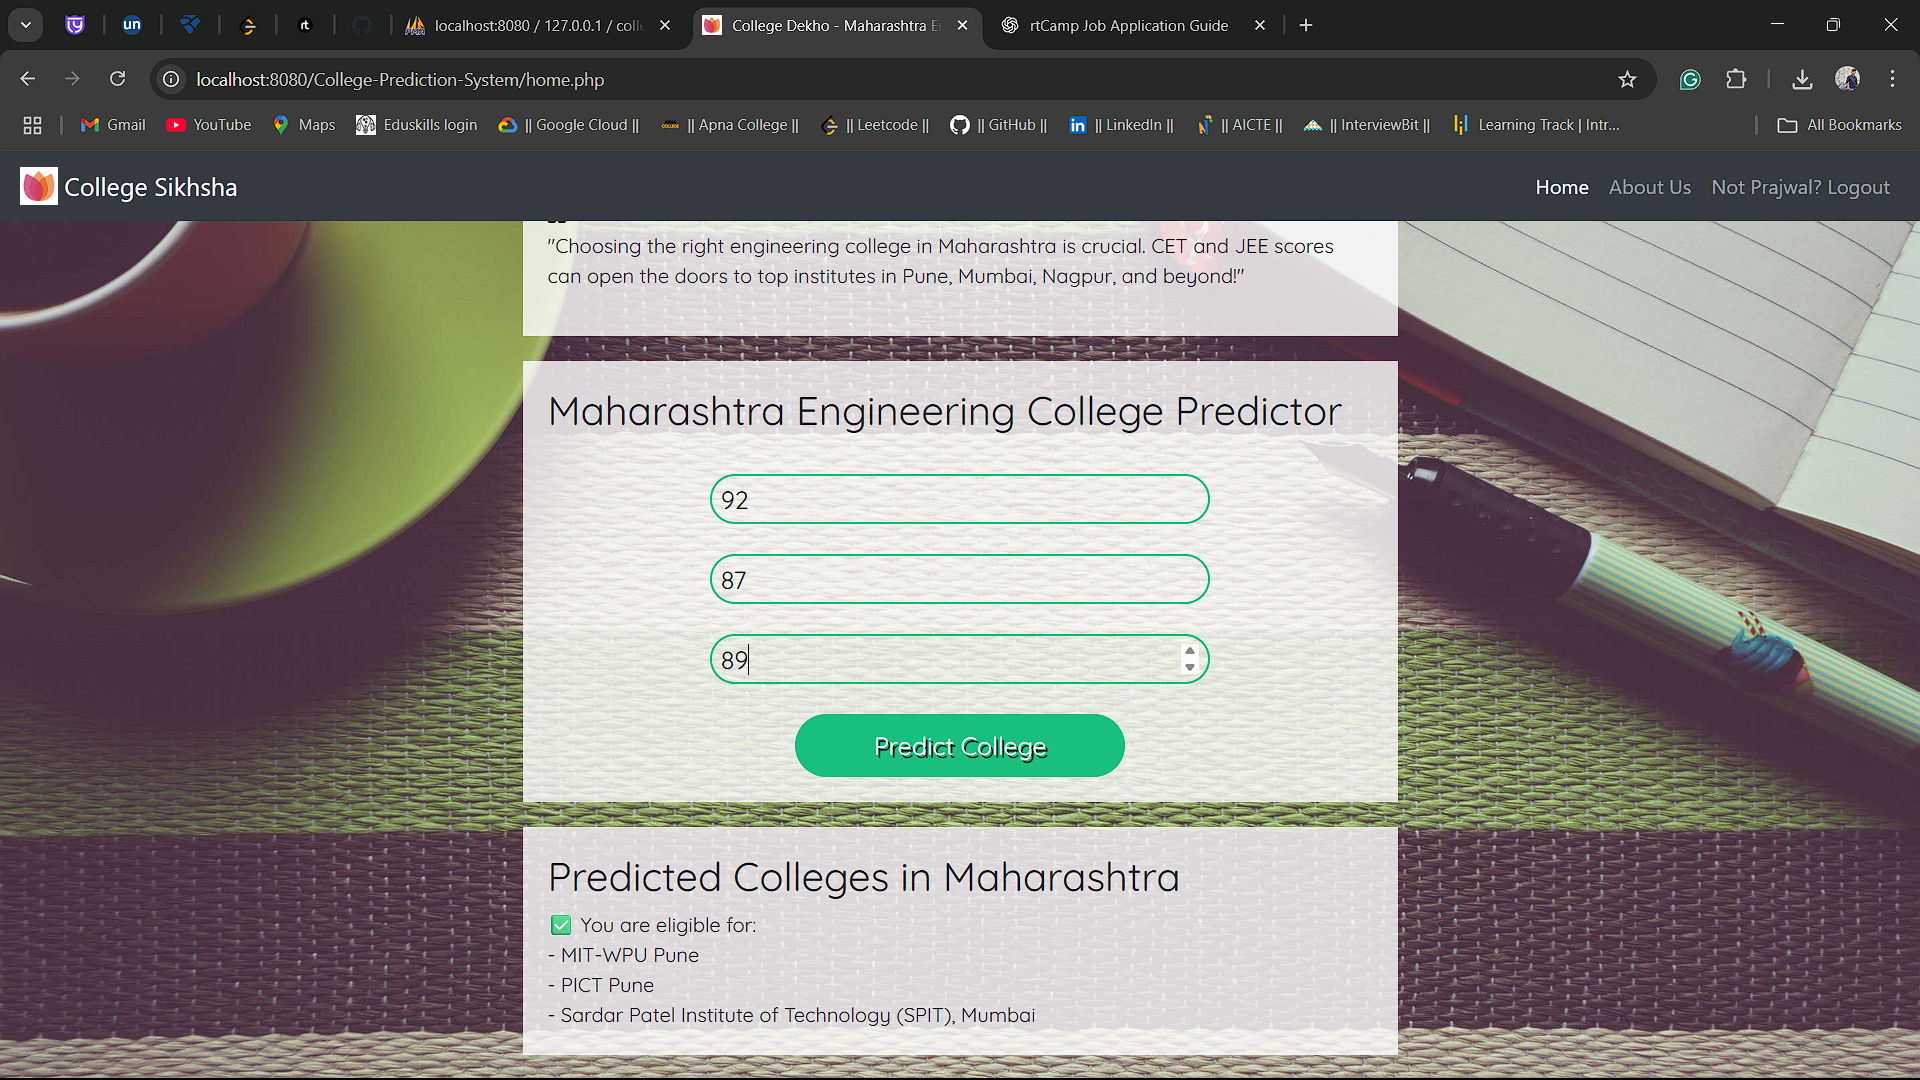 localhost:8080 / 127.0.0.1 / coll
College Dekho - Maharashtra E
rtCamp Job Application Guide
localhost:8080/College-Prediction-System/home.php
Gmail
YouTube
Maps
Eduskills login
|| Google Cloud ||
|| Apna College ||
|| Leetcode ||
|| GitHub ||
|| LinkedIn ||
|| AICTE ||
|| InterviewBit ||
Learning Track | Intr...
All Bookmarks
College Sikhsha
Home
About Us
Not Prajwal? Logout
"Choosing the right engineering college in Maharashtra is crucial. CET and JEE scores
can open the doors to top institutes in Pune, Mumbai, Nagpur, and beyond!"
Maharashtra Engineering College Predictor
92
87
89
Predict College
Predicted Colleges in Maharashtra
✅ You are eligible for:
- MIT-WPU Pune
- PICT Pune
- Sardar Patel Institute of Technology (SPIT), Mumbai